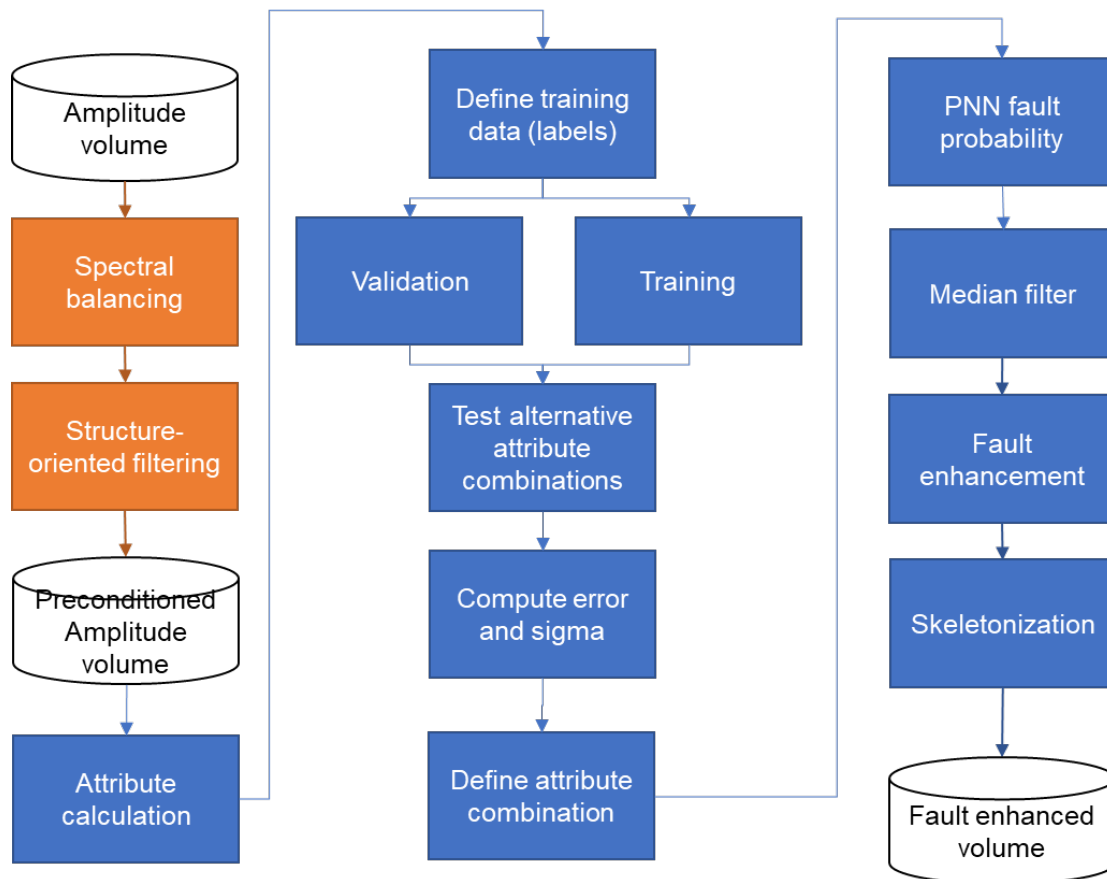 Amplitude
volume
Spectral
balancing
Structure-
oriented filtering
Preconditioned
Amplitude
volume
Attribute
calculation
Define training
data (labels)
Validation
Training
Test alternative
attribute
combinations
Compute error
and sigma
Define attribute
combination
PNN fault
probability
Median filter
Fault
enhancement
Skeletonization
Fault enhanced
volume